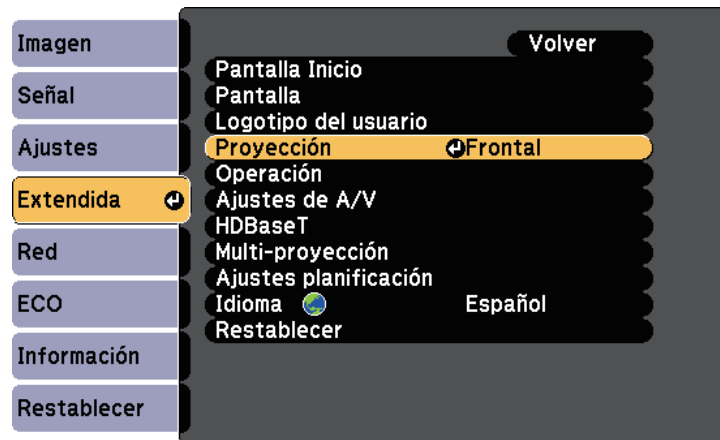 Imagen
Señal
Ajustes
Extendida
Red
ECO
Información
Restablecer
Volver
Pantalla Inicio
Pantalla
Logotipo del usuario
Proyección Frontal
Operación
Ajustes de A/V
HDBaseT
Multi-proyección
Ajustes planificación
Idioma Español
Restablecer